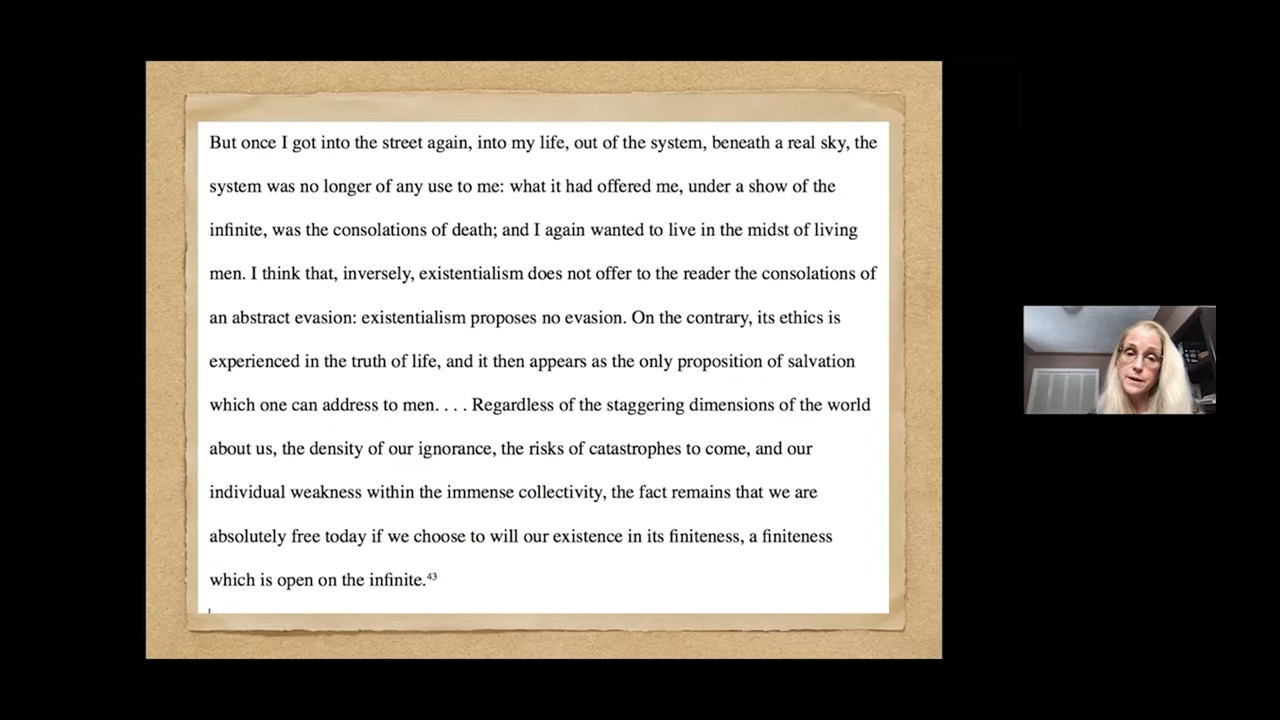 But once I got into the street again, into my life, out of the system, beneath a real sky, the
system was no longer of any use to me: what it had offered me, under a show of the
infinite, was the consolations of death; and I again wanted to live in the midst of living
men. I think that, inversely, existentialism does not offer to the reader the consolations of
an abstract evasion: existentialism proposes no evasion. On the contrary, its ethics is
experienced in the truth of life, and it then appears as the only proposition of salvation
which one can address to men. . . . Regardless of the staggering dimensions of the world
about us, the density of our ignorance, the risks of catastrophes to come, and our
individual weakness within the immense collectivity, the fact remains that we are
absolutely free today if we choose to will our existence in its finiteness, a finiteness
which is open on the infinite.⁴³